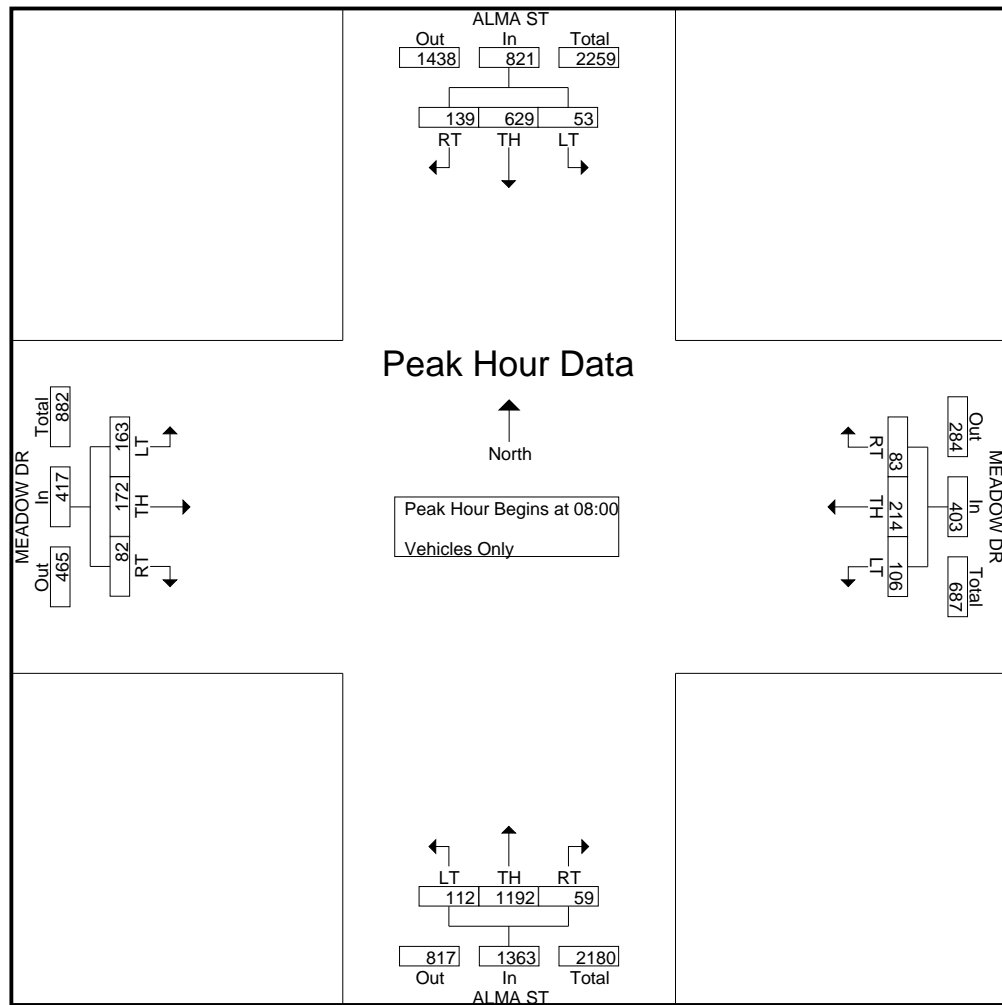 ALMA ST
Out In Total
1438 821 2259
139 629 53
RT TH LT
Peak Hour Data
North
Peak Hour Begins at 08:00
Vehicles Only
MEADOW DR
Out In Total
465 417 882
82 172 163
RT TH LT
MEADOW DR
Out In Total
284 403 687
RT TH LT
83 214 106
LT TH RT
112 1192 59
817 1363 2180
Out In Total
ALMA ST